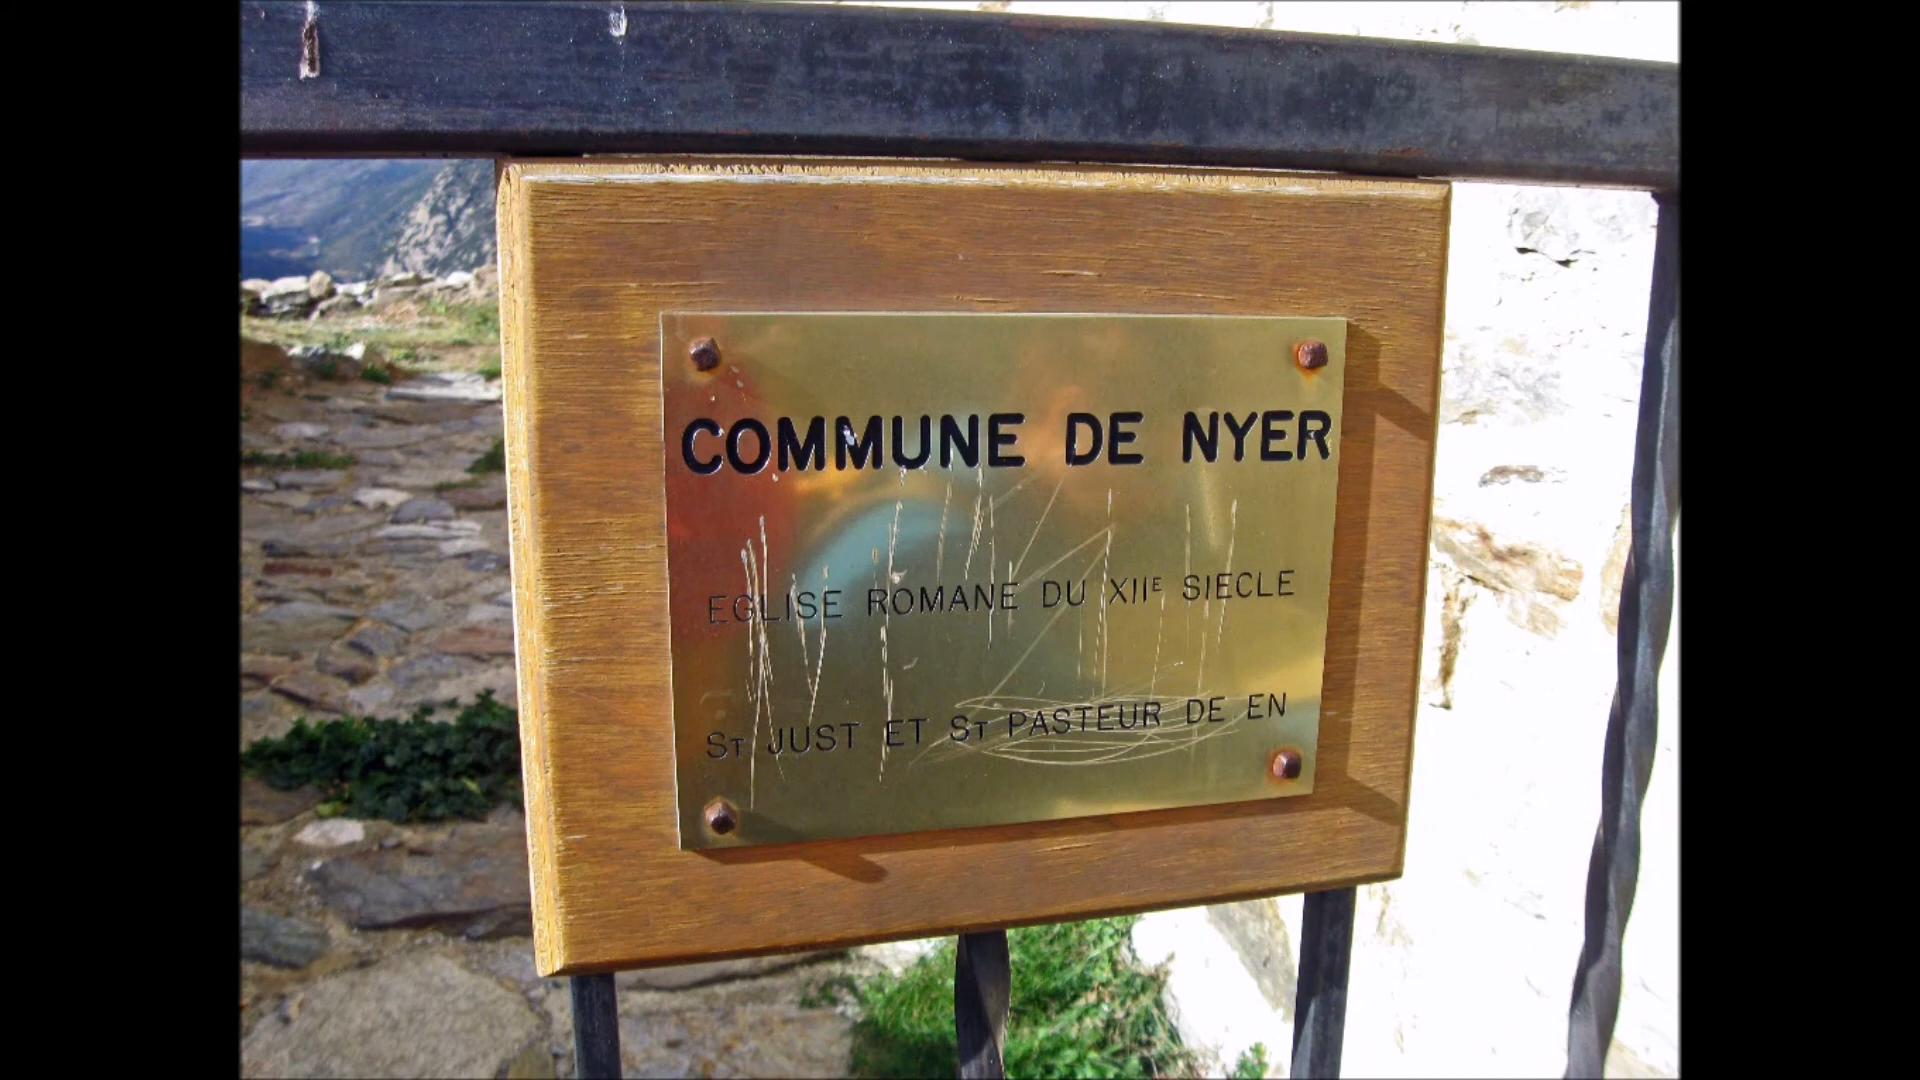 COMMUNE DE NYER
EGLISE ROMANE DU XIIE SIECLE
ST JUST ET ST PASTEUR DE EN